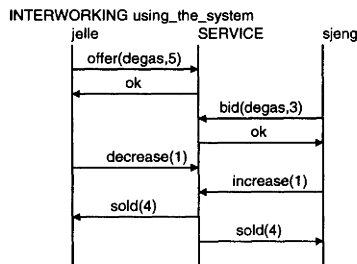 INTERWORKING using_the_system
jelle SERVICE sjeng
offer(degas,5)
ok
bid(degas,3)
ok
decrease(1)
increase(1)
sold(4)
sold(4)